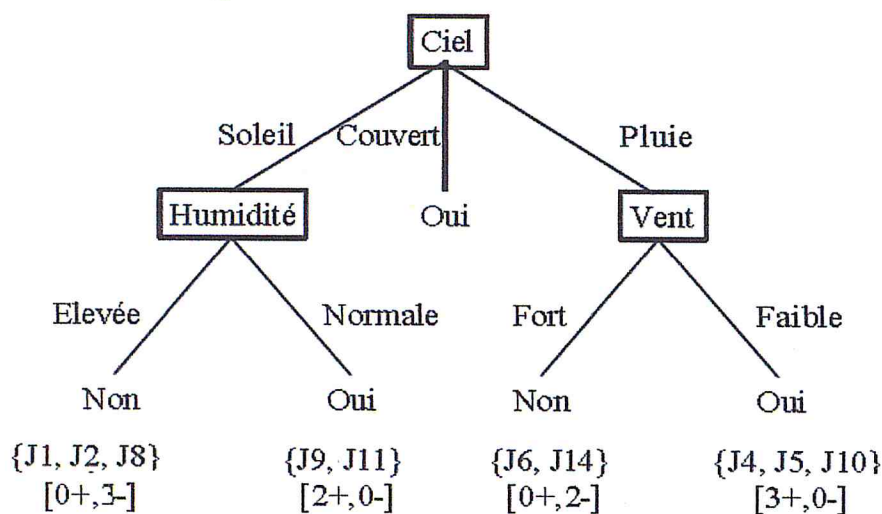 Ciel
Soleil Couvert Pluie
Humidité Oui Vent
Elevée Normale Fort Faible
Non Oui Non Oui
{J1, J2, J8} {J9, J11} {J6, J14} {J4, J5, J10}
[0+,3-] [2+,0-] [0+,2-] [3+,0-]